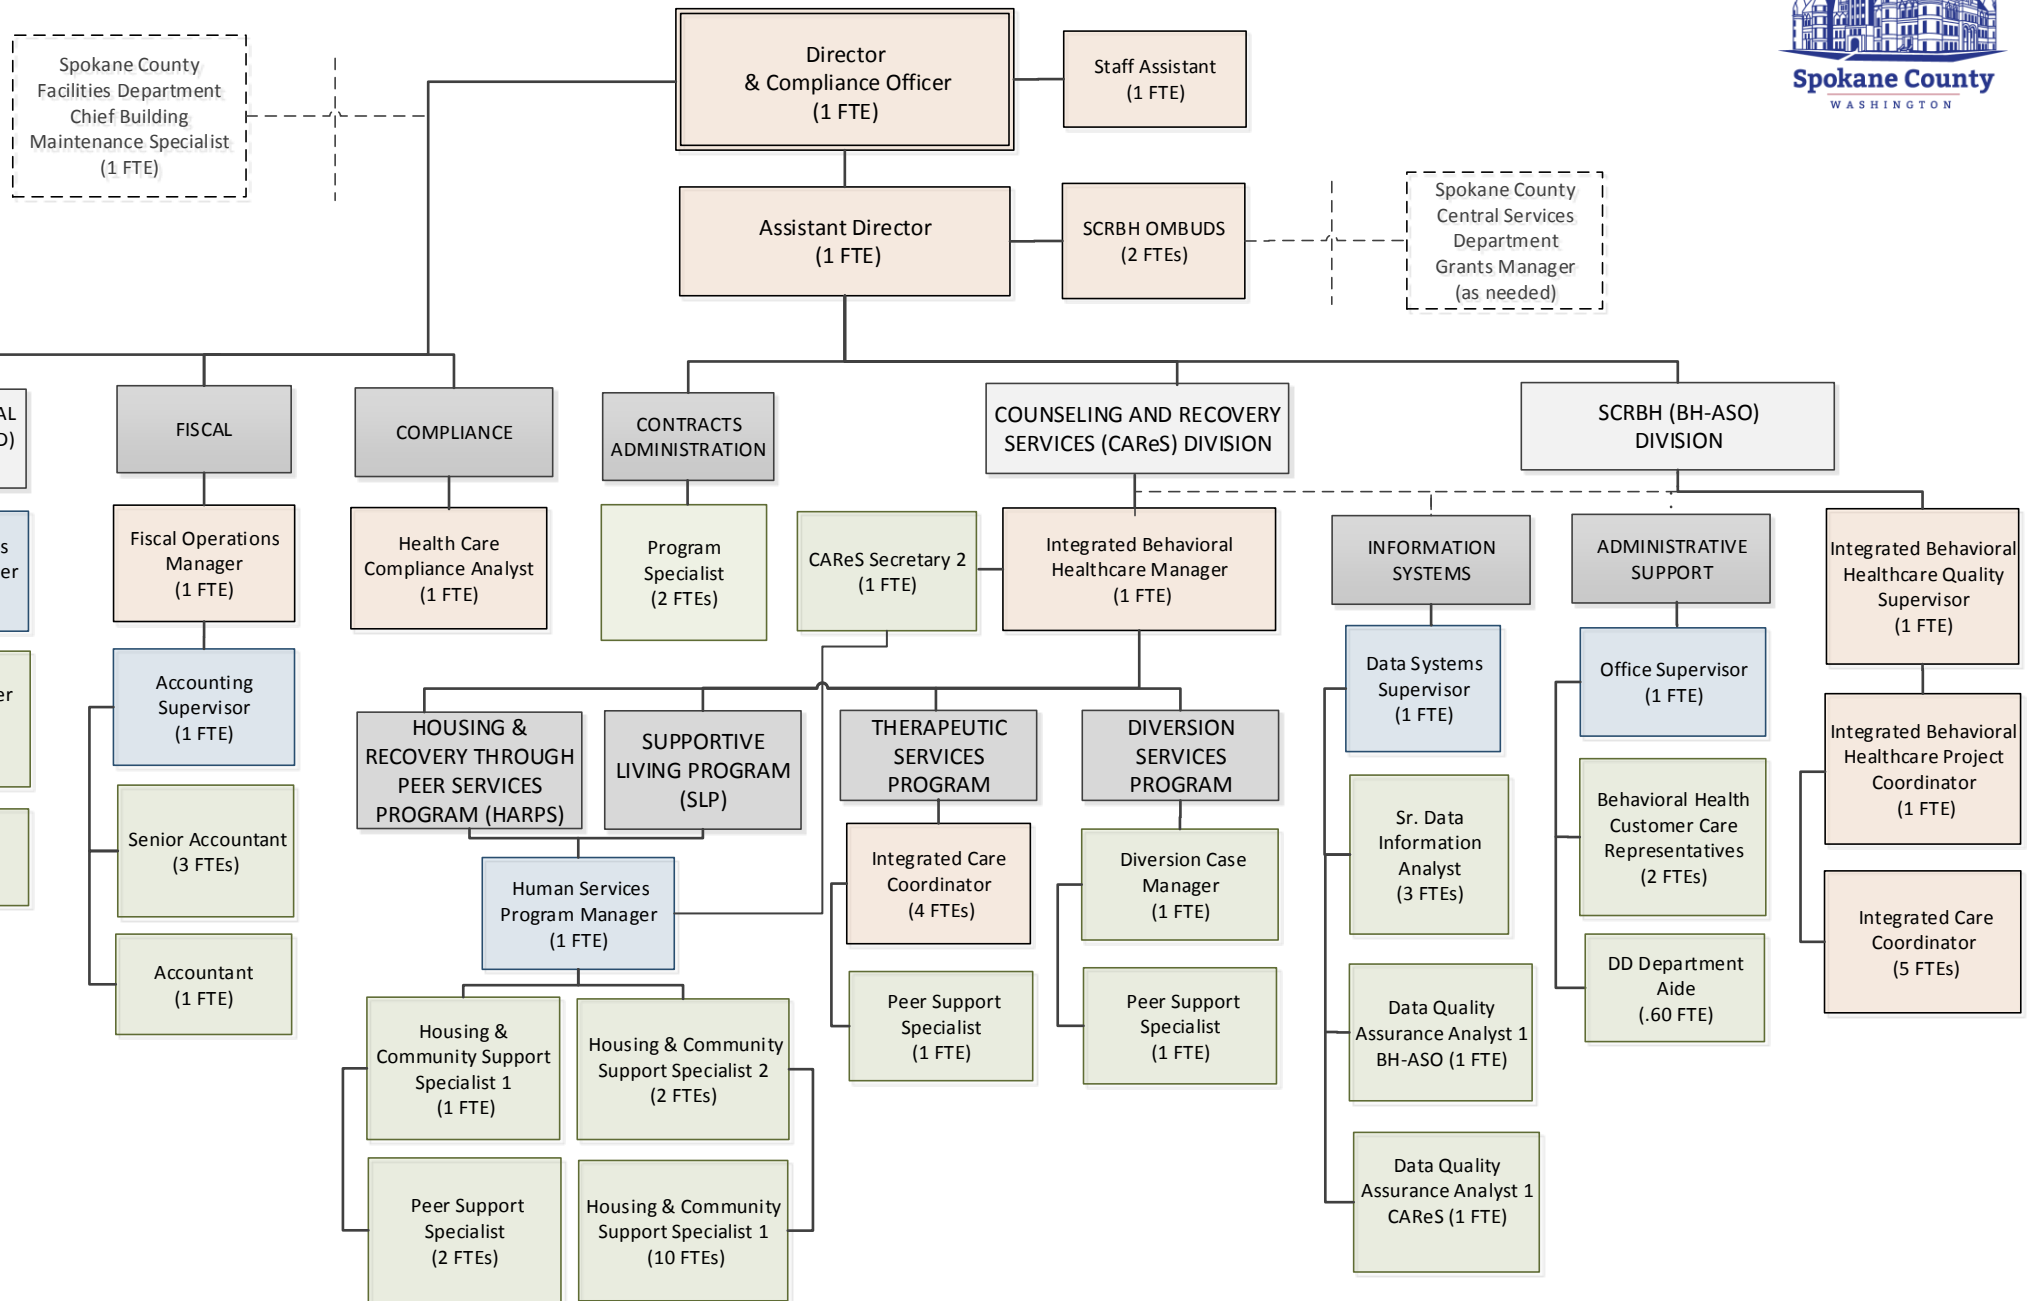 Spokane County
WASHINGTON
Spokane County
Facilities Department
Chief Building
Maintenance Specialist
(1 FTE)
Director
& Compliance Officer
(1 FTE)
Staff Assistant
(1 FTE)
Assistant Director
(1 FTE)
SCRBH OMBUDS
(2 FTEs)
Spokane County
Central Services
Department
Grants Manager
(as needed)
FISCAL
COMPLIANCE
CONTRACTS
ADMINISTRATION
COUNSELING AND RECOVERY
SERVICES (CAReS) DIVISION
SCRBH (BH-ASO)
DIVISION
Fiscal Operations
Manager
(1 FTE)
Health Care
Compliance Analyst
(1 FTE)
Program
Specialist
(2 FTEs)
CAReS Secretary 2
(1 FTE)
Integrated Behavioral
Healthcare Manager
(1 FTE)
INFORMATION
SYSTEMS
ADMINISTRATIVE
SUPPORT
Integrated Behavioral
Healthcare Quality
Supervisor
(1 FTE)
Accounting
Supervisor
(1 FTE)
Data Systems
Supervisor
(1 FTE)
Office Supervisor
(1 FTE)
HOUSING &
RECOVERY THROUGH
PEER SERVICES
PROGRAM (HARPS)
SUPPORTIVE
LIVING PROGRAM
(SLP)
THERAPEUTIC
SERVICES
PROGRAM
DIVERSION
SERVICES
PROGRAM
Integrated Behavioral
Healthcare Project
Coordinator
(1 FTE)
Senior Accountant
(3 FTEs)
Human Services
Program Manager
(1 FTE)
Integrated Care
Coordinator
(4 FTEs)
Diversion Case
Manager
(1 FTE)
Sr. Data
Information
Analyst
(3 FTEs)
Behavioral Health
Customer Care
Representatives
(2 FTEs)
Integrated Care
Coordinator
(5 FTEs)
Accountant
(1 FTE)
Housing &
Community Support
Specialist 1
(1 FTE)
Housing & Community
Support Specialist 2
(2 FTEs)
Peer Support
Specialist
(1 FTE)
Peer Support
Specialist
(1 FTE)
Data Quality
Assurance Analyst 1
BH-ASO (1 FTE)
DD Department
Aide
(.60 FTE)
Peer Support
Specialist
(2 FTEs)
Housing & Community
Support Specialist 1
(10 FTEs)
Data Quality
Assurance Analyst 1
CAReS (1 FTE)